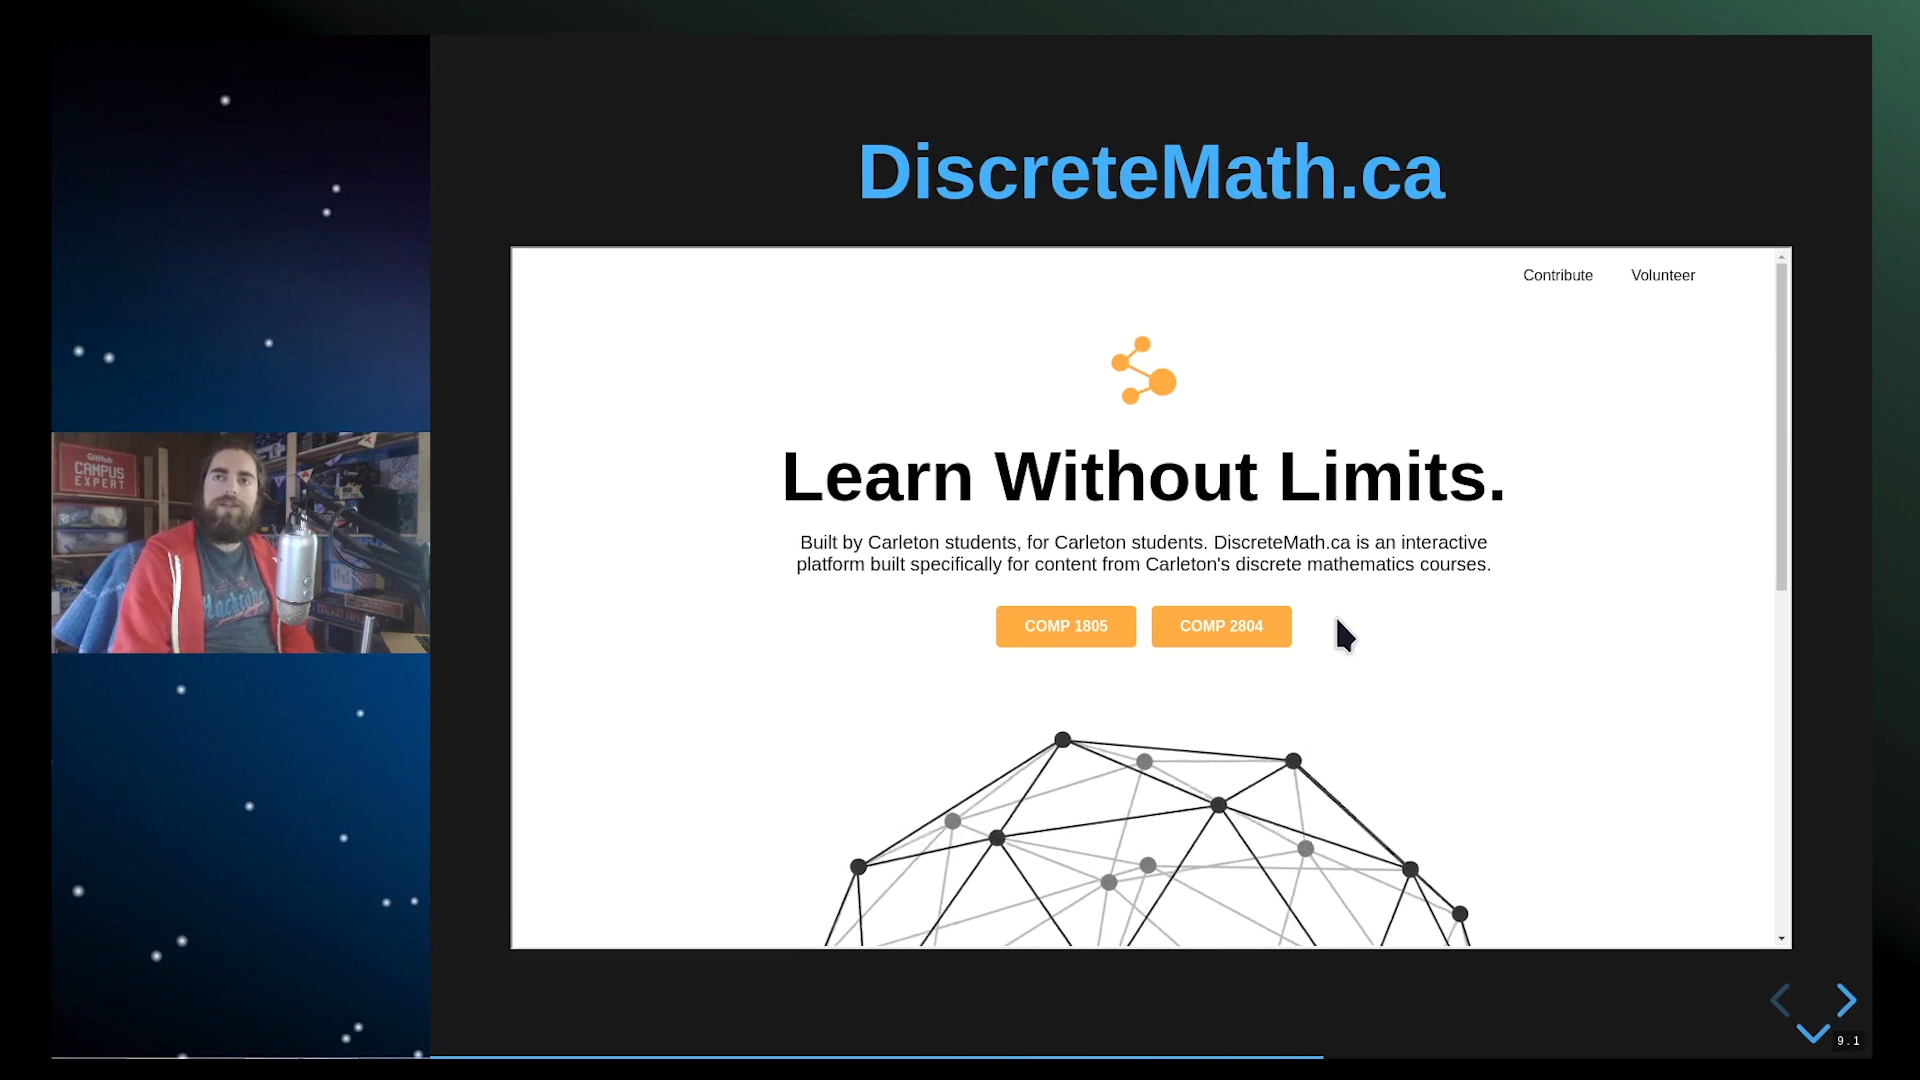 DiscreteMath.ca
Contribute Volunteer
Learn Without Limits.
Built by Carleton students, for Carleton students. DiscreteMath.ca is an interactive
platform built specifically for content from Carleton's discrete mathematics courses.
COMP 1805 COMP 2804
GitHub
CAMPUS
EXPERT
9.1